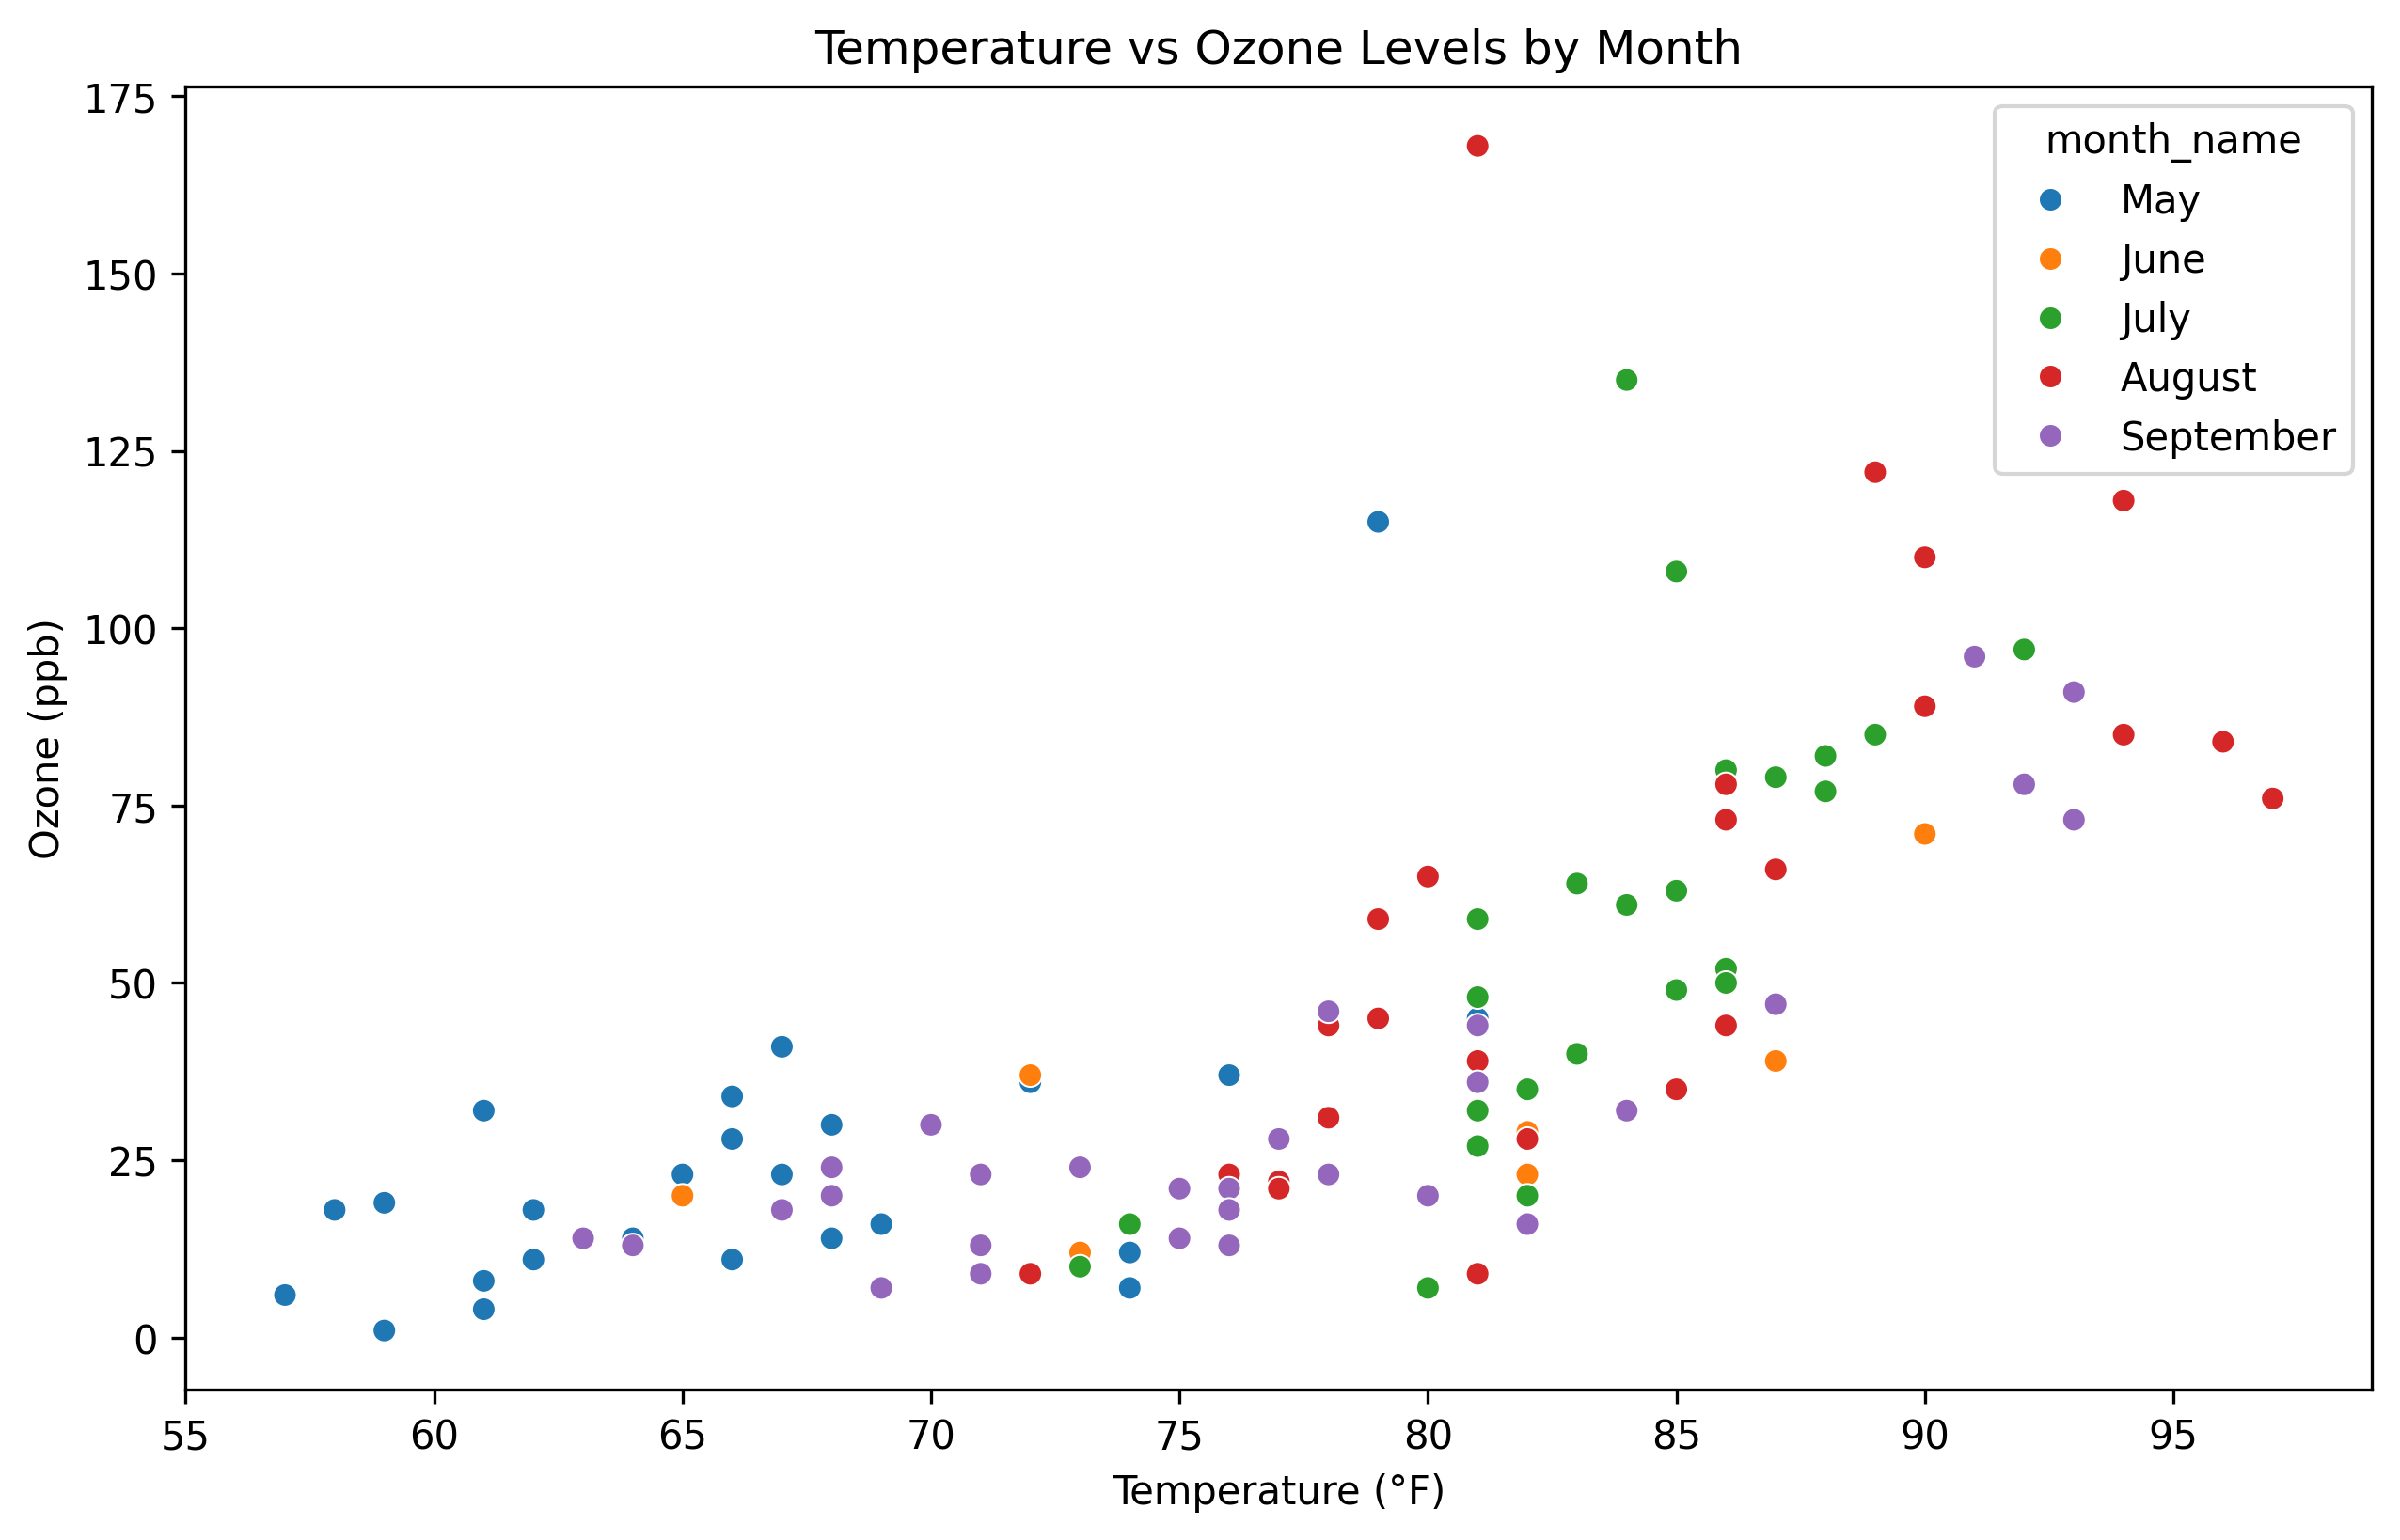 Temperature vs Ozone Levels by Month
month_name
May
June
July
August
September
Ozone (ppb)
175
150
125
100
75
50
25
0
55 60 65 70 75 80 85 90 95
Temperature (°F)